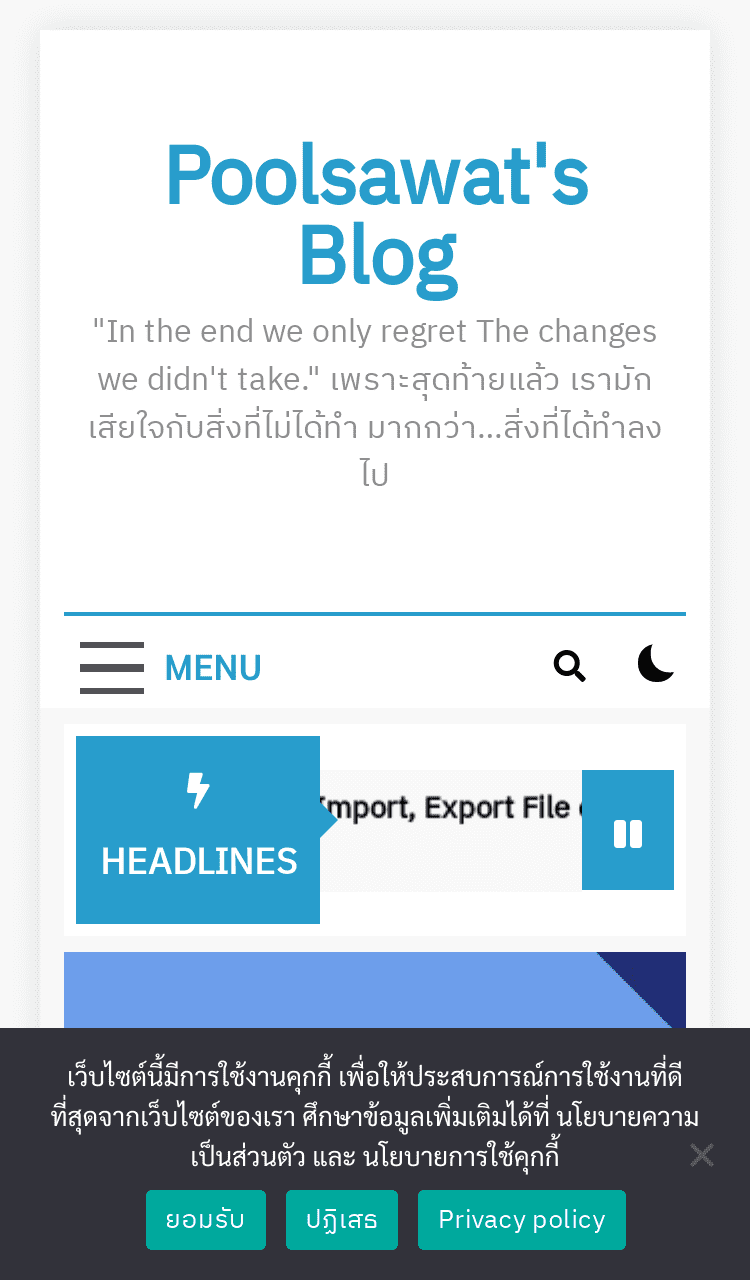 Poolsawat's
Blog
"In the end we only regret The changes
we didn't take." เพราะสุดท้ายแล้ว เรามัก
เสียใจกับสิ่งที่ไม่ได้ทำ มากกว่า...สิ่งที่ได้ทำลง
ไป
MENU
HEADLINES
Import, Export File
เว็บไซต์นี้มีการใช้งานคุกกี้ เพื่อให้ประสบการณ์การใช้งานที่ดี
ที่สุดจากเว็บไซต์ของเรา ศึกษาข้อมูลเพิ่มเติมได้ที่ นโยบายความ
เป็นส่วนตัว และ นโยบายการใช้คุกกี้
ยอมรับ ปฏิเสธ Privacy policy